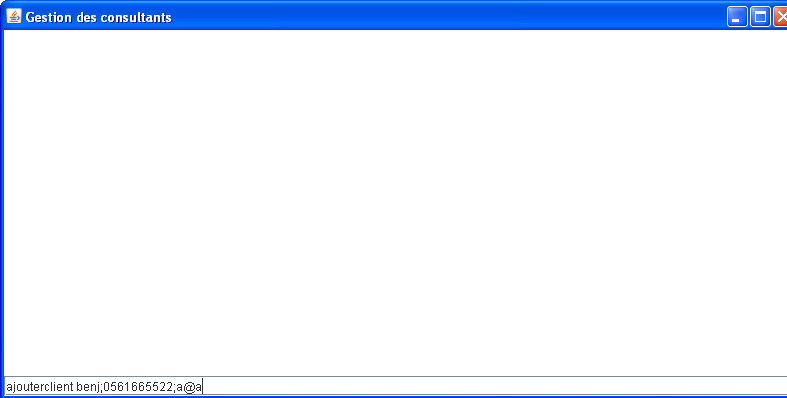 Gestion des consultants
ajouterclient benj;0561665522;a@a